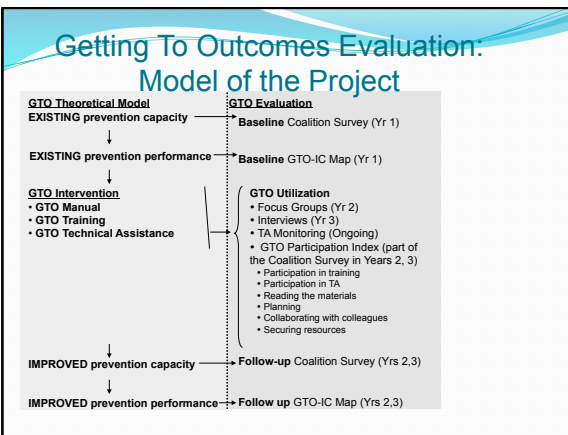 Getting To Outcomes Evaluation:
Model of the Project
GTO Theoretical Model
EXISTING prevention capacity
EXISTING prevention performance
GTO Intervention
• GTO Manual
• GTO Training
• GTO Technical Assistance
IMPROVED prevention capacity
IMPROVED prevention performance
GTO Evaluation
Baseline Coalition Survey (Yr 1)
Baseline GTO-IC Map (Yr 1)
GTO Utilization
• Focus Groups (Yr 2)
• Interviews (Yr 3)
• TA Monitoring (Ongoing)
• GTO Participation Index (part
of the Coalition Survey in Years 2, 3)
• Participation in training
• Participation in TA
• Reading the materials
• Planning
• Collaborating with colleagues
• Securing resources
Follow-up Coalition Survey (Yrs 2,3)
Follow up GTO-IC Map (Yrs 2,3)